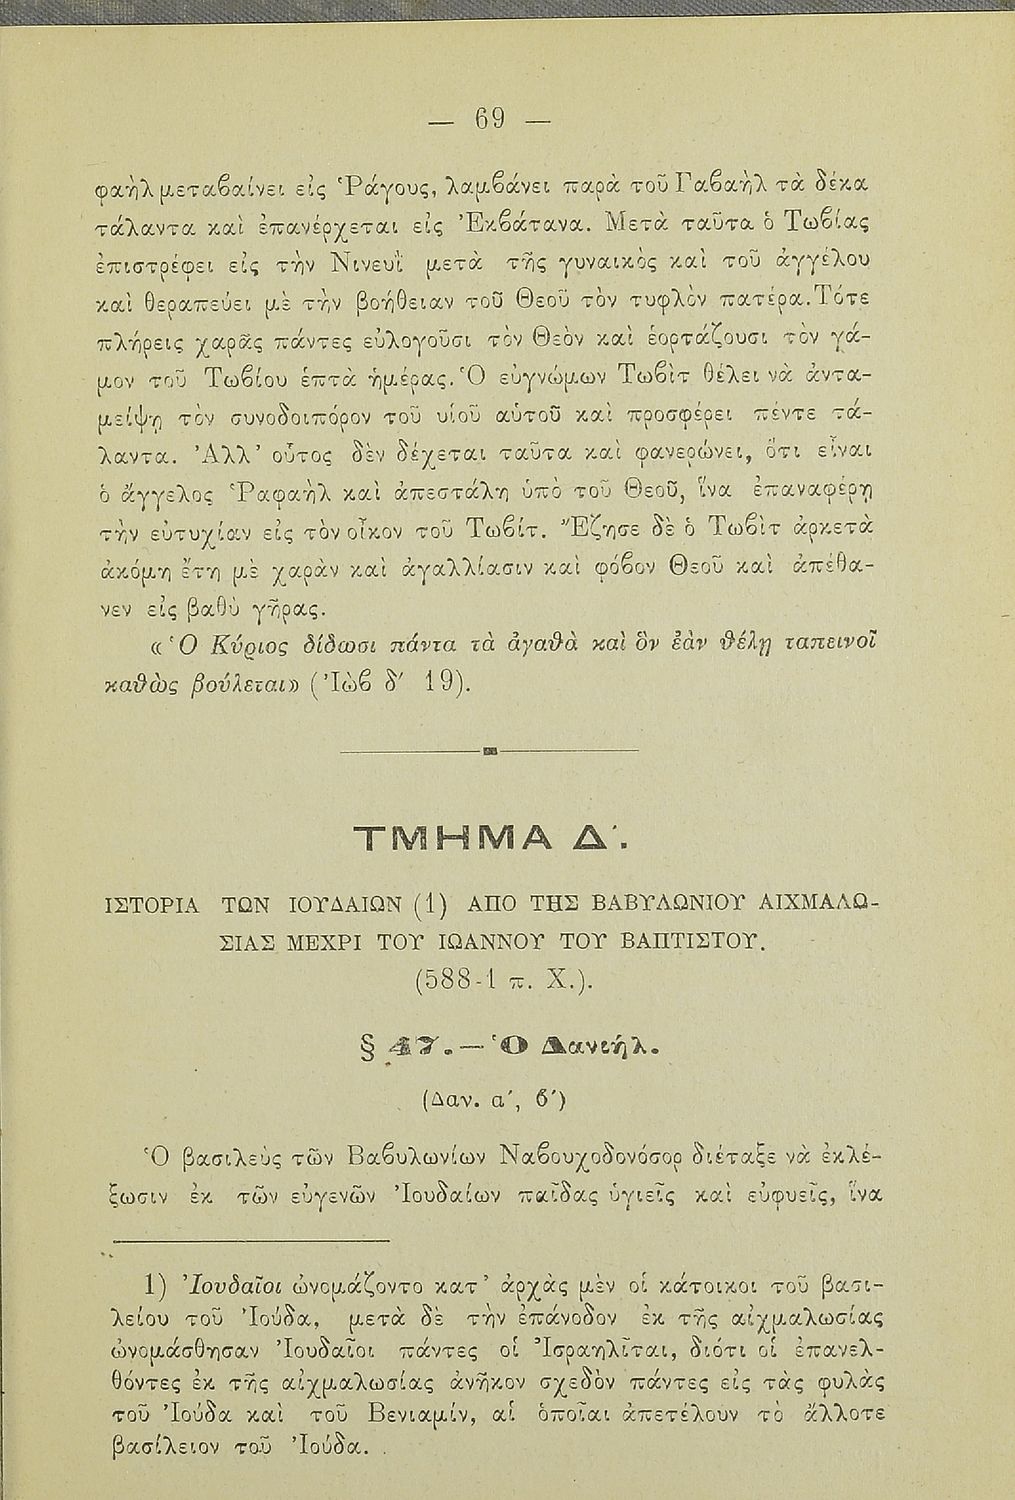 — 69 —
φαὴλ μεταβαίνει εἰς Ῥάγους, λαμβάνει παρὰ τοῦ Γαβαὴλ τὰ δέκα
τάλαντα καὶ ἐπανέρχεται εἰς Ἐκβάτανα. Μετὰ ταῦτα ὁ Τωβίας
ἐπιστρέφει εἰς τὴν Νινευῒ μετὰ τῆς γυναικὸς καὶ τοῦ ἀγγέλου
καὶ θεραπεύει μὲ τὴν βοήθειαν τοῦ Θεοῦ τὸν τυφλὸν πατέρα. Τότε
πλήρεις χαρᾶς πάντες εὐλογοῦσι τὸν Θεὸν καὶ ἑορτάζουσι τὸν γά-
μον τοῦ Τωβίου ἑπτὰ ἡμέρας. Ὁ εὐγνώμων Τωβὶτ θέλει νὰ ἀντα-
μείψῃ τὸν συνοδοιπόρον τοῦ υἱοῦ αὑτοῦ καὶ προσφέρει πέντε τά-
λαντα. Ἀλλ' οὗτος δὲν δέχεται ταῦτα καὶ φανερώνει, ὅτι εἶναι
ὁ ἄγγελος Ῥαφαὴλ καὶ ἀπεστάλη ὑπὸ τοῦ Θεοῦ, ἵνα ἐπαναφέρῃ
τὴν εὐτυχίαν εἰς τὸν οἶκον τοῦ Τωβίτ. Ἔζησε δὲ ὁ Τωβὶτ ἀρκετὰ
ἀκόμη ἔτη μὲ χαρὰν καὶ ἀγαλλίασιν καὶ φόβον Θεοῦ καὶ ἀπέθα-
νεν εἰς βαθὺ γῆρας.
«Ὁ Κύριος δίδωσι πάντα τὰ ἀγαθὰ καὶ ὃν ἐὰν θέλῃ ταπεινοῖ
καθὼς βούλεται» (Ἰὼβ δ' 19).
ΤΜΗΜΑ Δ'.
ΙΣΤΟΡΙΑ ΤΩΝ ΙΟΥΔΑΙΩΝ (1) ΑΠΟ ΤΗΣ ΒΑΒΥΛΩΝΙΟΥ ΑΙΧΜΑΛΩ-
ΣΙΑΣ ΜΕΧΡΙ ΤΟΥ ΙΩΑΝΝΟΥ ΤΟΥ ΒΑΠΤΙΣΤΟΥ.
(588-1 π. Χ.).
§ 47. — Ὁ Δανιήλ.
(Δαν. α', β')
Ὁ βασιλεὺς τῶν Βαβυλωνίων Ναβουχοδονόσορ διέταξε νὰ ἐκλέ-
ξωσιν ἐκ τῶν εὐγενῶν Ἰουδαίων παῖδας ὑγιεῖς καὶ εὐφυεῖς, ἵνα
1) Ἰουδαῖοι ὠνομάζοντο κατ' ἀρχὰς μὲν οἱ κάτοικοι τοῦ βασι-
λείου τοῦ Ἰούδα, μετὰ δὲ τὴν ἐπάνοδον ἐκ τῆς αἰχμαλωσίας
ὠνομάσθησαν Ἰουδαῖοι πάντες οἱ Ἰσραηλῖται, διότι οἱ ἐπανελ-
θόντες ἐκ τῆς αἰχμαλωσίας ἀνῆκον σχεδὸν πάντες εἰς τὰς φυλὰς
τοῦ Ἰούδα καὶ τοῦ Βενιαμίν, αἱ ὁποῖαι ἀπετέλουν τὸ ἄλλοτε
βασίλειον τοῦ Ἰούδα.